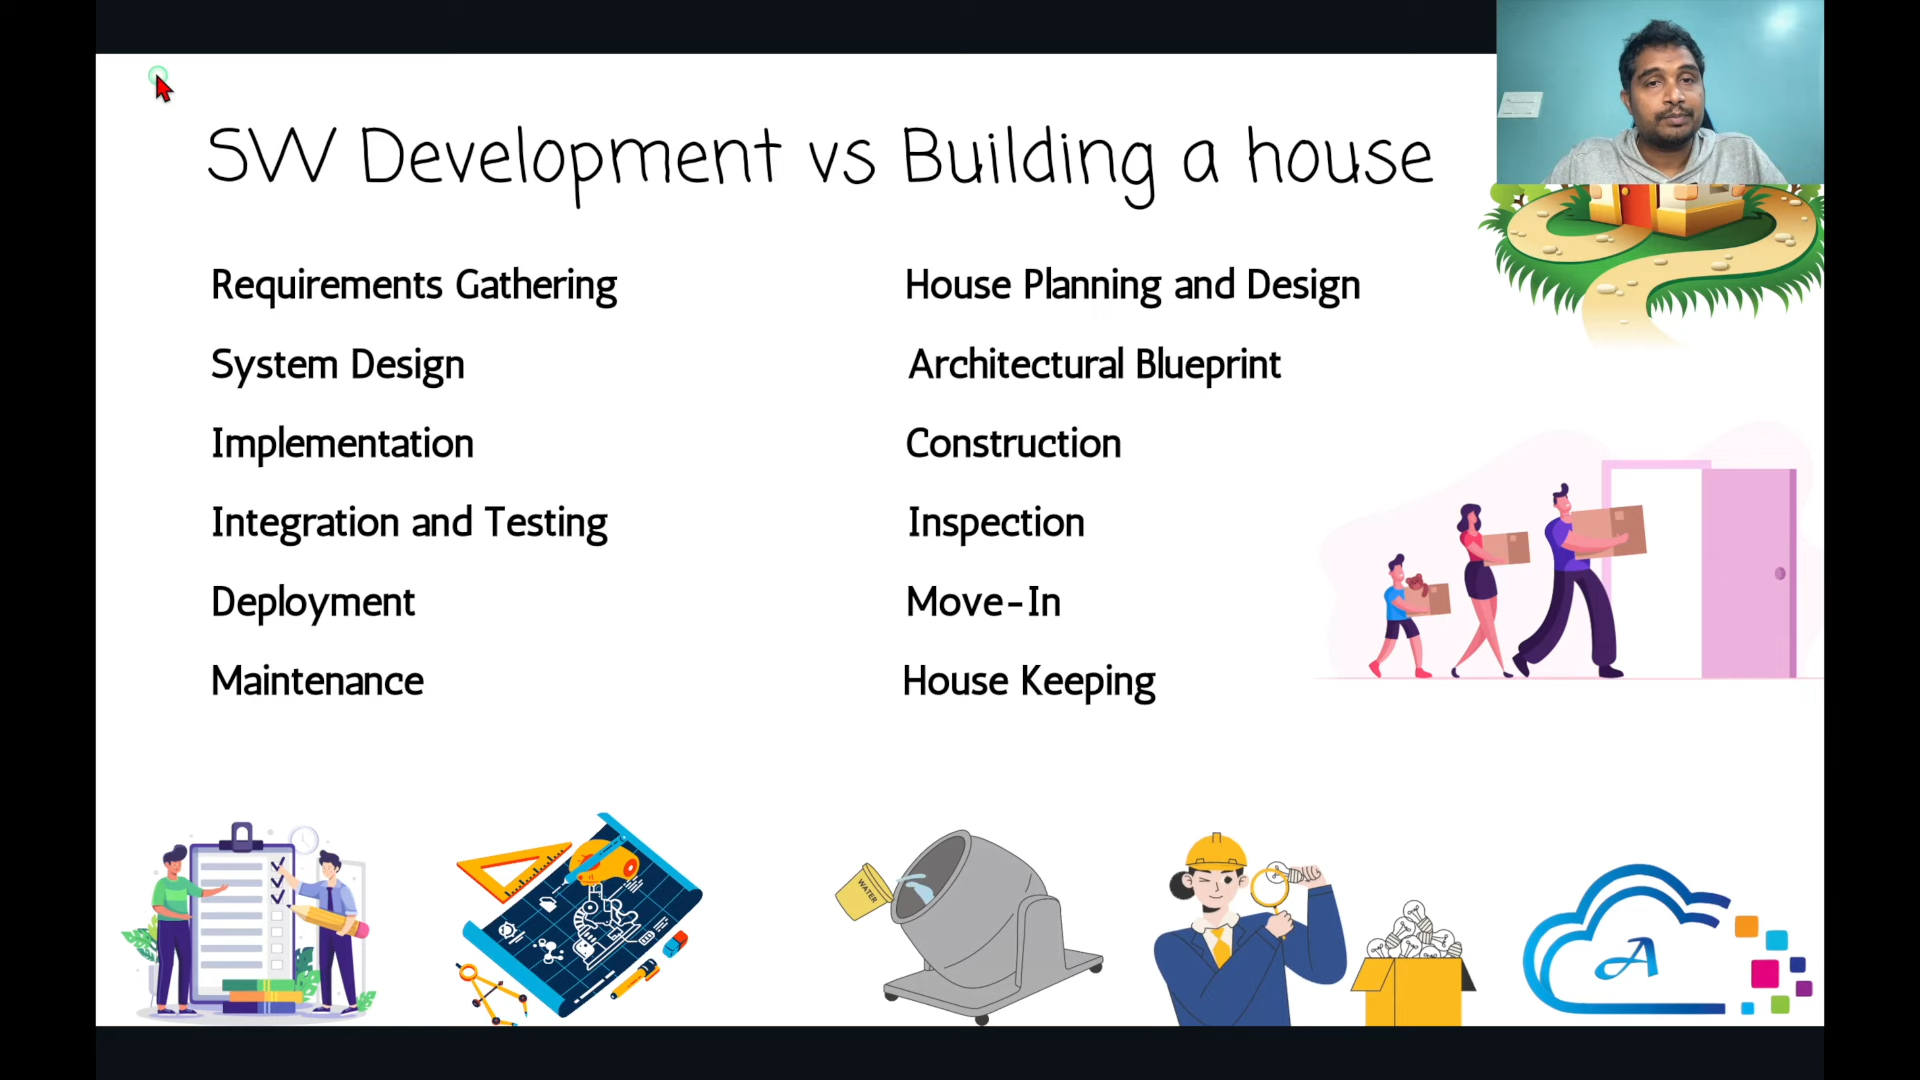 SW Development vs Building a house
Requirements Gathering
House Planning and Design
System Design
Architectural Blueprint
Implementation
Construction
Integration and Testing
Inspection
Deployment
Move-In
Maintenance
House Keeping
WATER
A